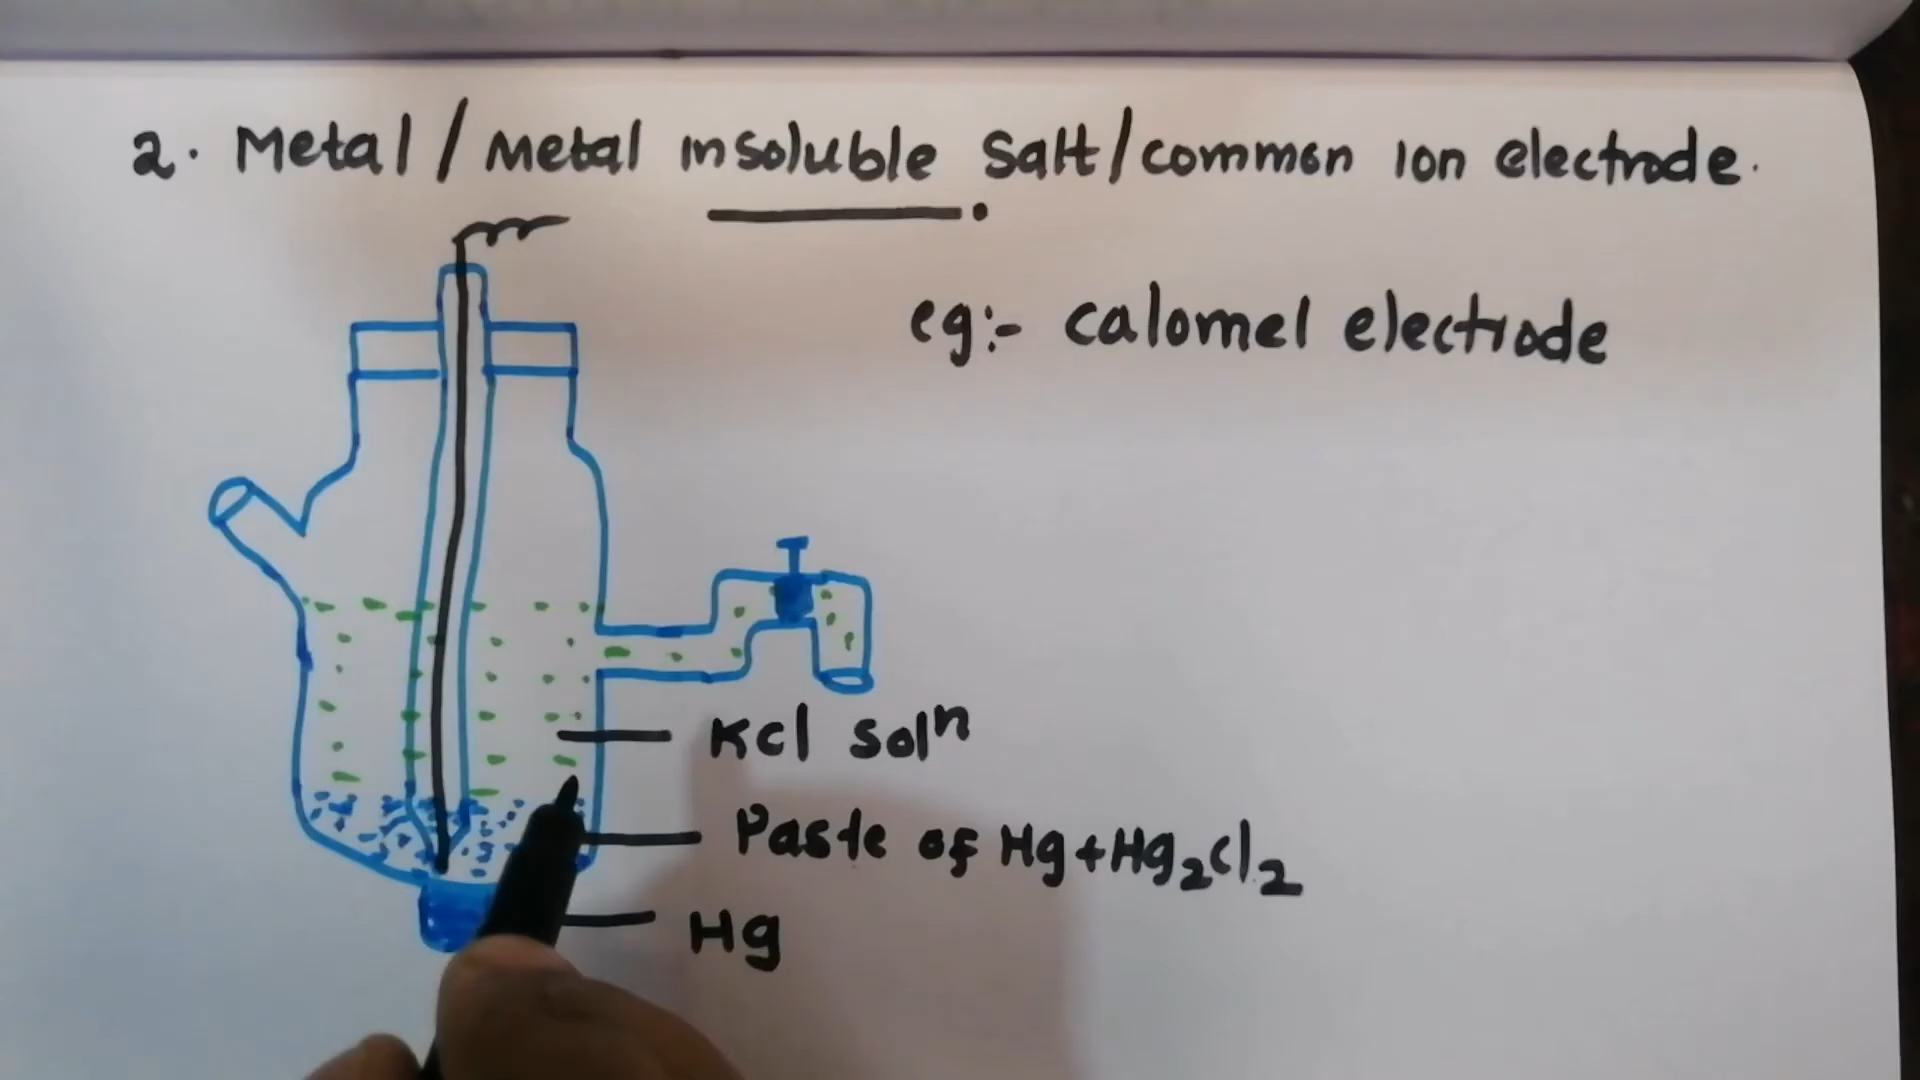 2. Metal / Metal insoluble salt / common ion electrode.
eg:- calomel electrode
KCl solⁿ
Paste of Hg + Hg₂Cl₂
Hg